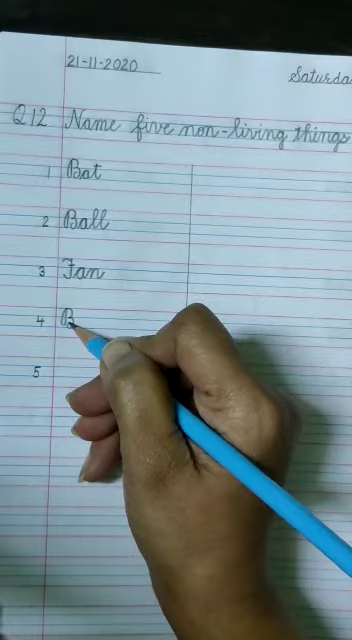 21-11-2020
Saturda
Q12 Name five non-living things
1 Bat
2 Ball
3 Fan
4 B
5